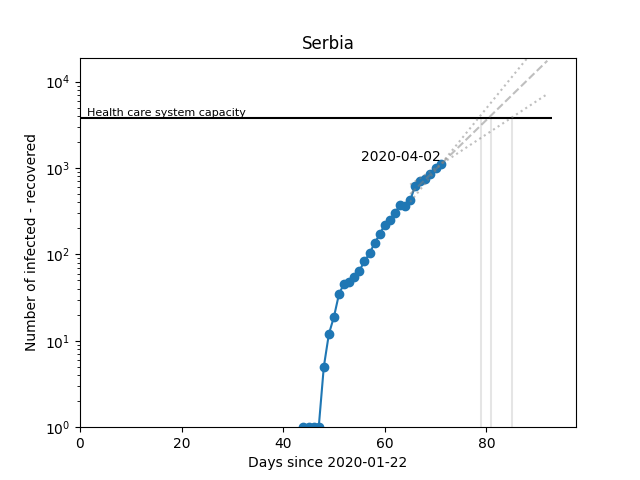 Serbia
Number of infected - recovered
10^4
10^3
10^2
10^1
10^0
Health care system capacity
2020-04-02
0 20 40 60 80
Days since 2020-01-22